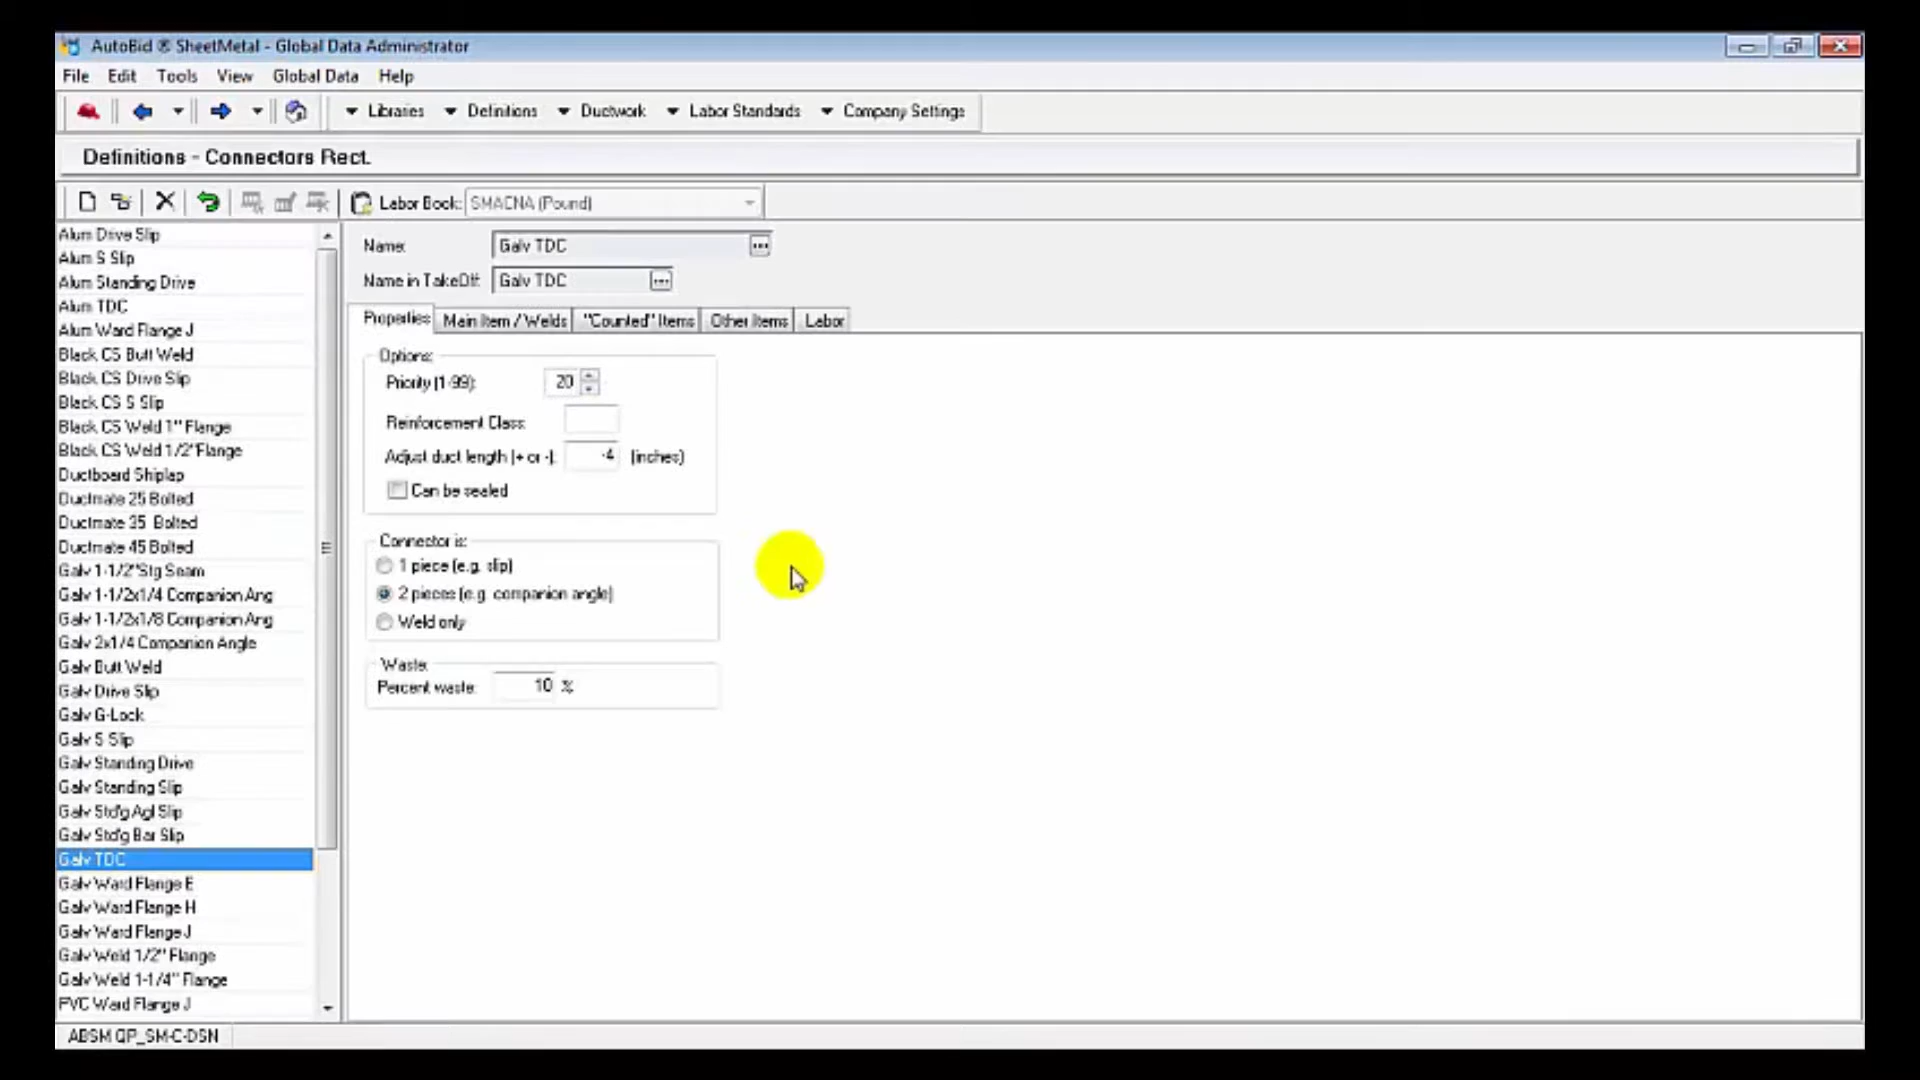 AutoBid ® SheetMetal - Global Data Administrator
File Edit Tools View Global Data Help
Libraries Definitions Ductwork Labor Standards Company Settings
Definitions - Connectors Rect.
Labor Book: SMACNA (Pound)
Alum Drive Slip
Alum S Slip
Alum Standing Drive
Alum TDC
Alum Ward Flange J
Black CS Butt Weld
Black CS Drive Slip
Black CS S Slip
Black CS Weld 1" Flange
Black CS Weld 1/2"Flange
Ductboard Shiplap
Ductmate 25 Bolted
Ductmate 35 Bolted
Ductmate 45 Bolted
Galv 1-1/2"Stg Seam
Galv 1-1/2x1/4 Companion Ang
Galv 1-1/2x1/8 Companion Ang
Galv 2x1/4 Companion Angle
Galv Butt Weld
Galv Drive Slip
Galv G-Lock
Galv S Slip
Galv Standing Drive
Galv Standing Slip
Galv Std'g Agl Slip
Galv Std'g Bar Slip
Galv TDC
Galv Ward Flange E
Galv Ward Flange H
Galv Ward Flange J
Galv Weld 1/2" Flange
Galv Weld 1-1/4" Flange
PVC Ward Flange J
Name: Galv TDC
Name in TakeOff: Galv TDC
Properties Main Item / Welds "Counted" Items Other Items Labor
Options:
Priority (1-99): 20
Reinforcement Class:
Adjust duct length (+ or -): -4 (inches)
Can be sealed
Connector is:
1 piece (e.g. slip)
2 pieces (e.g. companion angle)
Weld only
Waste:
Percent waste: 10 %
ABSM QP_SM-C-DSN